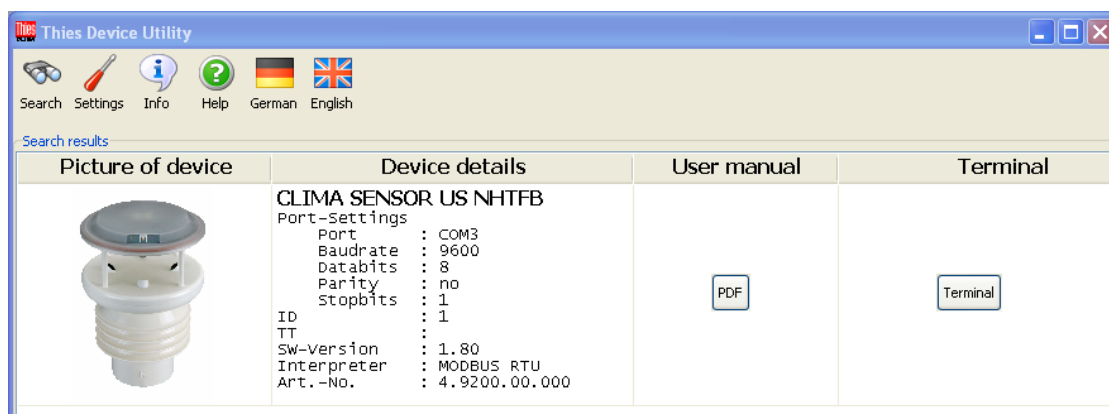 Thies Device Utility
Search Settings Info Help German English
Search results
Picture of device Device details User manual Terminal
CLIMA SENSOR US NHTFB
Port-Settings
Port : COM3
Baudrate : 9600
Databits : 8
Parity : no
Stopbits : 1
ID : 1
TT :
SW-Version : 1.80
Interpreter : MODBUS RTU
Art.-No. : 4.9200.00.000
PDF
Terminal